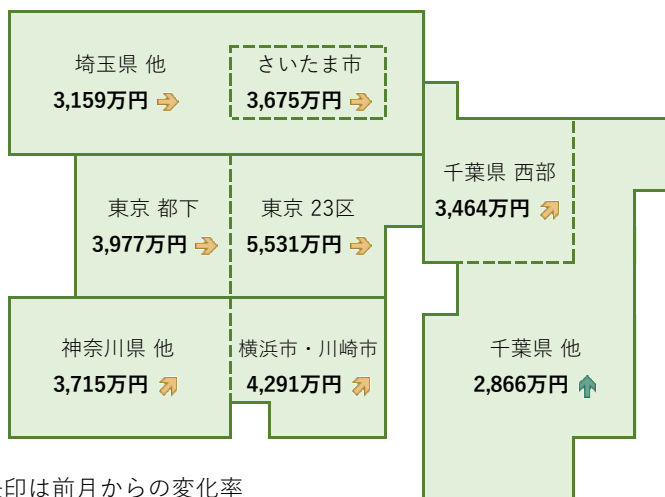 埼玉県 他
3,159万円
さいたま市
3,675万円
千葉県 西部
3,464万円
東京 都下
3,977万円
東京 23区
5,531万円
神奈川県 他
3,715万円
横浜市・川崎市
4,291万円
千葉県 他
2,866万円
印は前月からの変化率